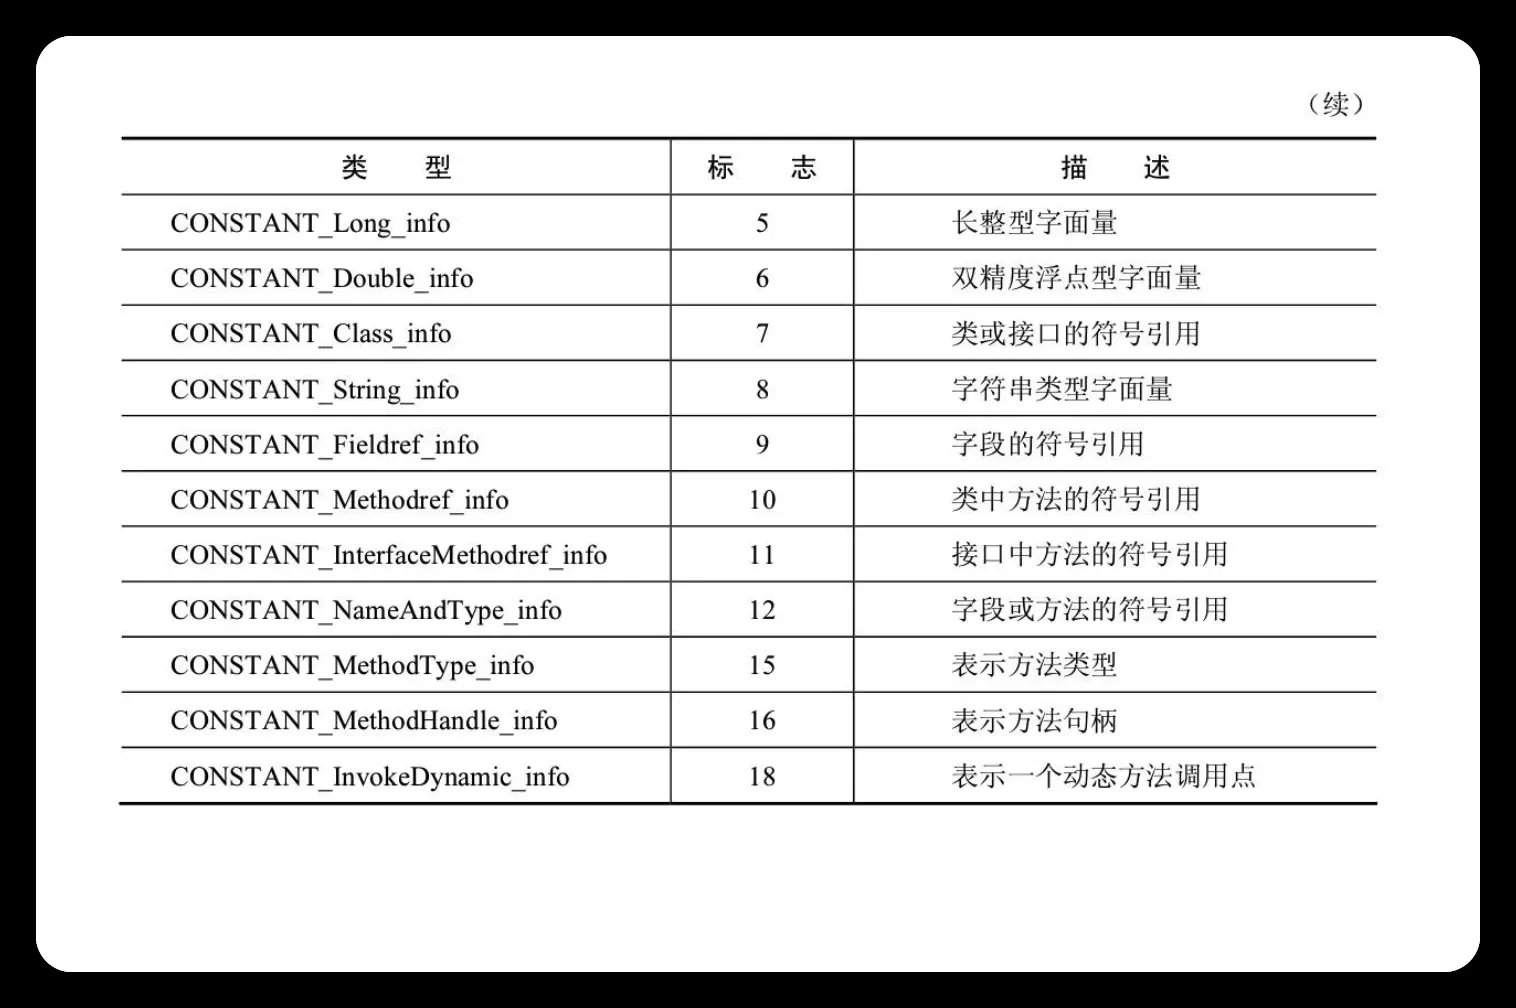 （续）
类 型 标 志 描 述
CONSTANT_Long_info 5 长整型字面量
CONSTANT_Double_info 6 双精度浮点型字面量
CONSTANT_Class_info 7 类或接口的符号引用
CONSTANT_String_info 8 字符串类型字面量
CONSTANT_Fieldref_info 9 字段的符号引用
CONSTANT_Methodref_info 10 类中方法的符号引用
CONSTANT_InterfaceMethodref_info 11 接口中方法的符号引用
CONSTANT_NameAndType_info 12 字段或方法的符号引用
CONSTANT_MethodType_info 15 表示方法类型
CONSTANT_MethodHandle_info 16 表示方法句柄
CONSTANT_InvokeDynamic_info 18 表示一个动态方法调用点